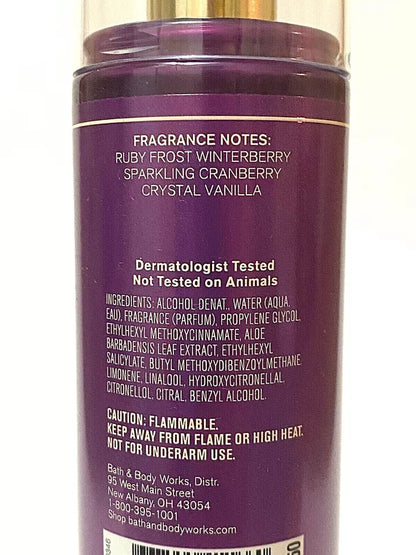 FRAGRANCE NOTES:
RUBY FROST WINTERBERRY
SPARKLING CRANBERRY
CRYSTAL VANILLA
Dermatologist Tested
Not Tested on Animals
INGREDIENTS: ALCOHOL DENAT., WATER (AQUA,
EAU), FRAGRANCE (PARFUM), PROPYLENE GLYCOL,
ETHYLHEXYL METHOXYCINNAMATE, ALOE
BARBADENSIS LEAF EXTRACT, ETHYLHEXYL
SALICYLATE, BUTYL METHOXYDIBENZOYLMETHANE,
LIMONENE, LINALOOL, HYDROXYCITRONELLAL,
CITRONELLOL, CITRAL, BENZYL ALCOHOL.
CAUTION: FLAMMABLE.
KEEP AWAY FROM FLAME OR HIGH HEAT.
NOT FOR UNDERARM USE.
Bath & Body Works, Distr.
95 West Main Street
New Albany, OH 43054
1-800-395-1001
Shop bathandbodyworks.com